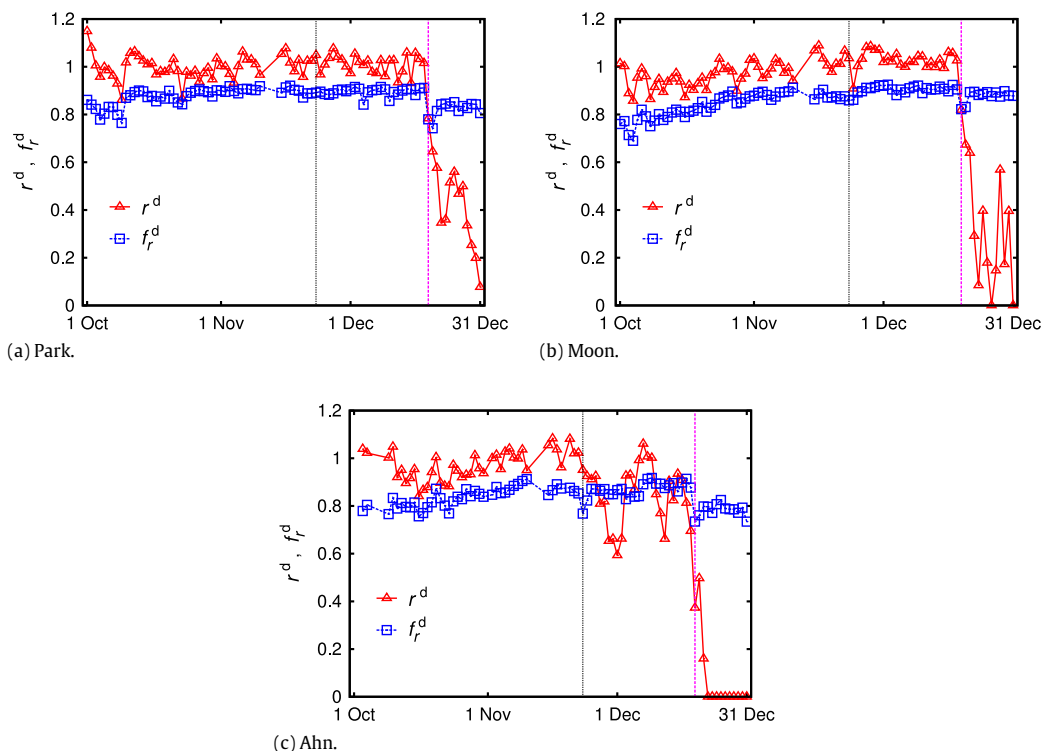 1.2
1
0.8
0.6
0.4
0.2
0
r^d , f_r^d
r^d
f_r^d
1 Oct 1 Nov 1 Dec 31 Dec
(a) Park.
1.2
1
0.8
0.6
0.4
0.2
0
r^d , f_r^d
r^d
f_r^d
1 Oct 1 Nov 1 Dec 31 Dec
(b) Moon.
1.2
1
0.8
0.6
0.4
0.2
0
r^d , f_r^d
r^d
f_r^d
1 Oct 1 Nov 1 Dec 31 Dec
(c) Ahn.